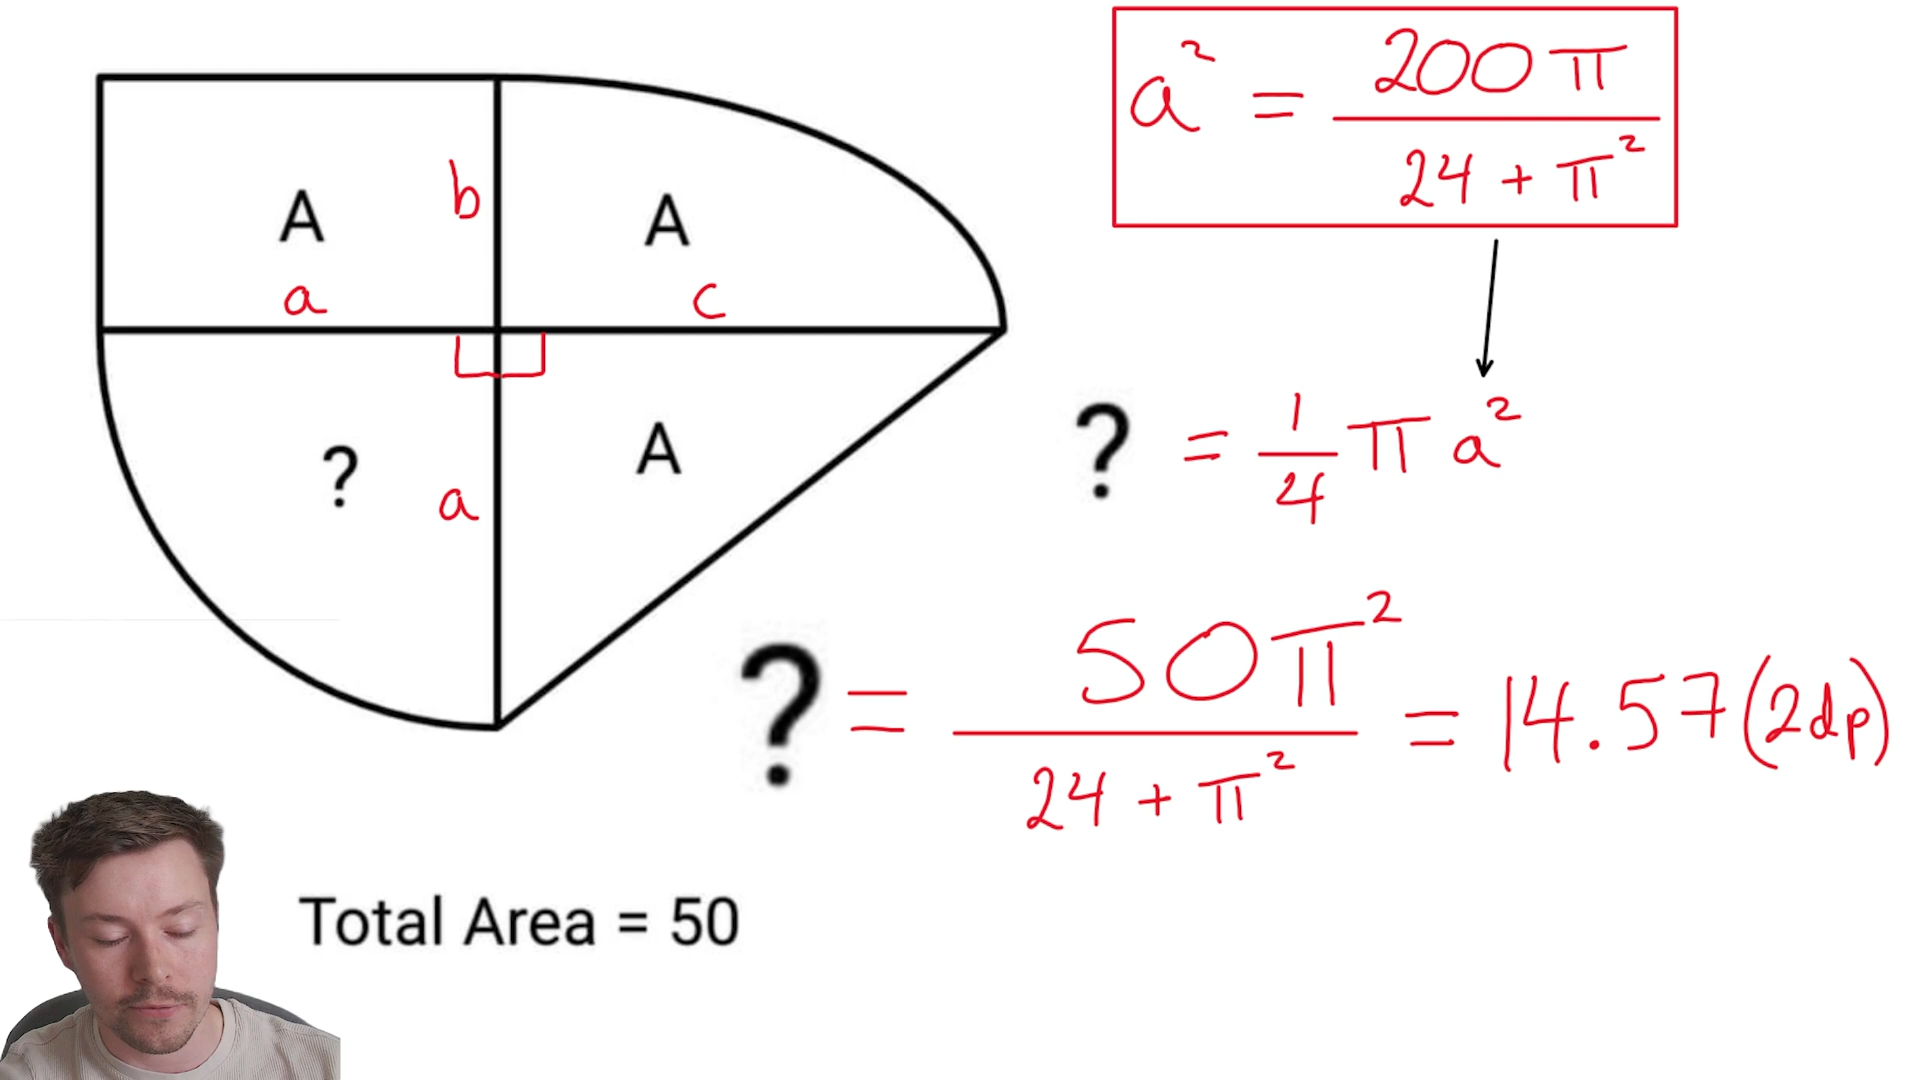 A b A
a c
? a A
a² = 200π / 24 + π²
? = 1/4 π a²
? = 50π² / 24 + π² = 14.57 (2dp)
Total Area = 50